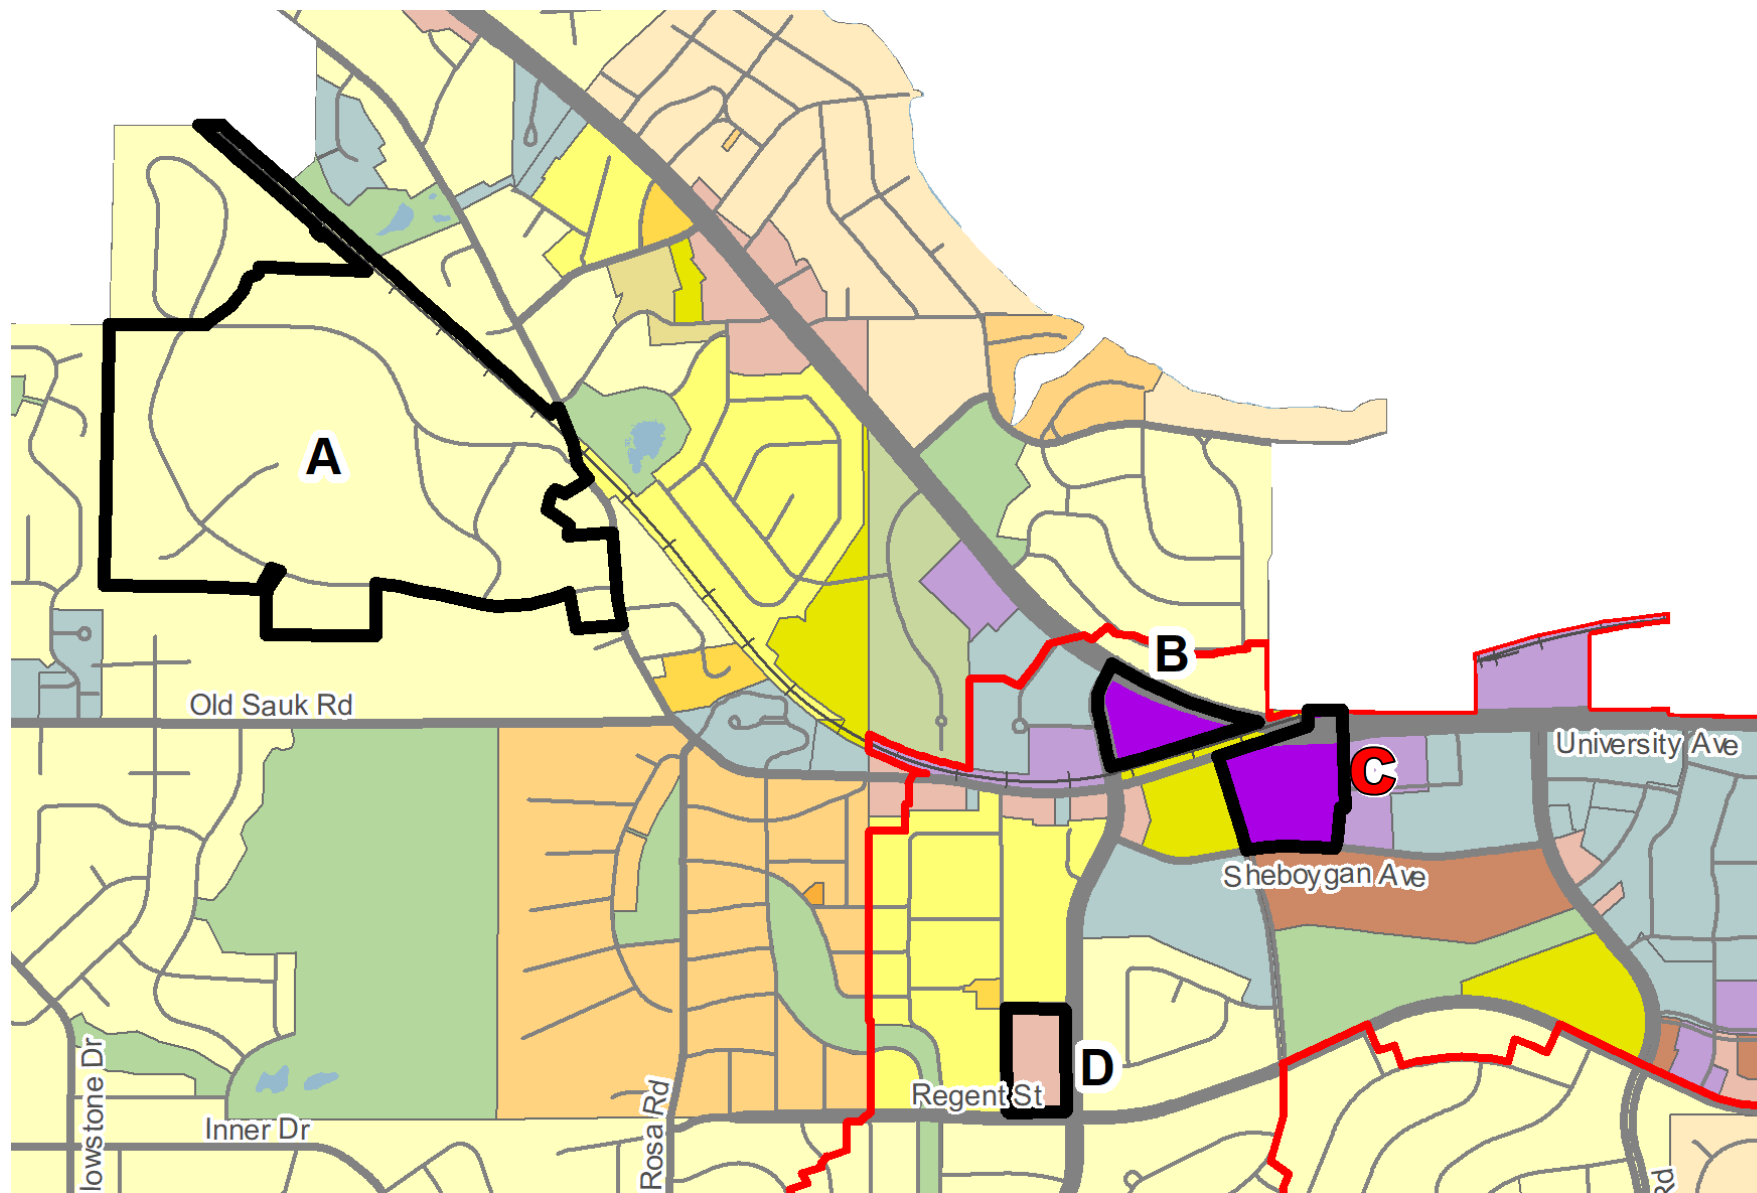 A
B
Old Sauk Rd
University Ave
C
Sheboygan Ave
D
Regent St
Inner Dr
lowstone Dr
Rosa Rd
Rd